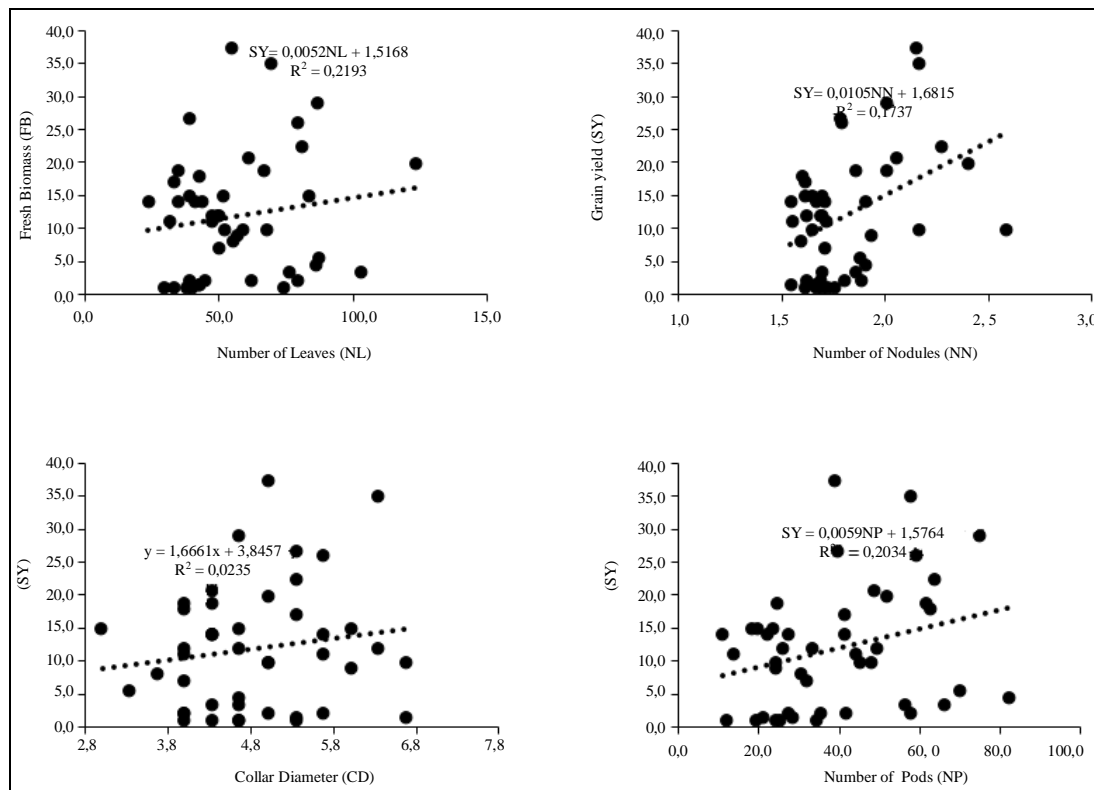 40,0
35,0
30,0
25,0
20,0
15,0
10,0
5,0
0,0
Fresh Biomass (FB)
SY= 0,0052NL + 1,5168
R² = 0,2193
0,0 50,0 100,0 15,0
Number of Leaves (NL)
40,0
35,0
30,0
25,0
20,0
15,0
10,0
5,0
0,0
Grain yield (SY)
SY= 0,0105NN + 1,6815
R² = 0,1737
1,0 1,5 2,0 2, 5 3,0
Number of Nodules (NN)
40,0
35,0
30,0
25,0
20,0
15,0
10,0
5,0
0,0
(SY)
y = 1,6661x + 3,8457
R² = 0,0235
2,8 3,8 4,8 5,8 6,8 7,8
Collar Diameter (CD)
40,0
35,0
30,0
25,0
20,0
15,0
10,0
5,0
0,0
(SY)
SY = 0,0059NP + 1,5764
R² = 0,2034
0,0 20,0 40,0 60, 0 80,0 100,0
Number of Pods (NP)